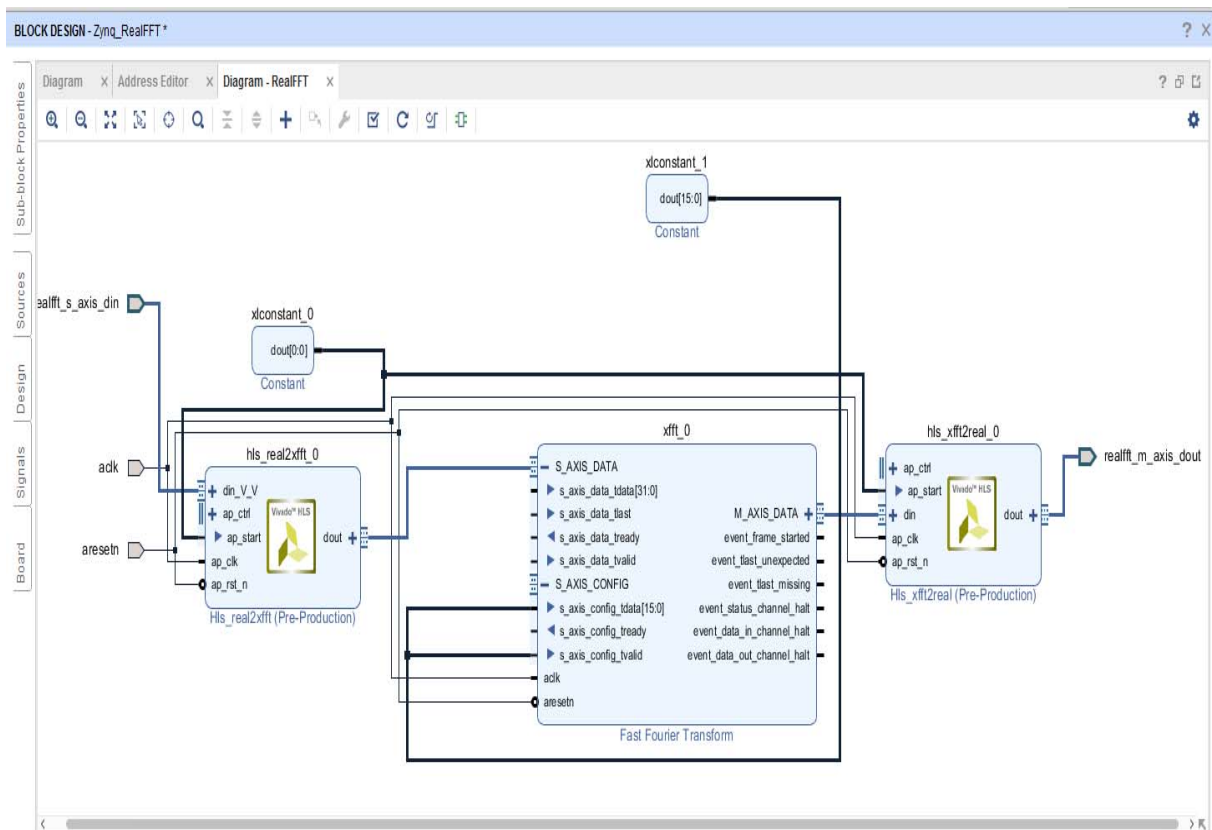 BLOCK DESIGN - Zynq_RealFFT *
? X
Diagram X Address Editor X Diagram - RealFFT X
?
Sub-block Properties
Sources
Design
Signals
Board
xlconstant_1
dout[15:0]
Constant
ealfft_s_axis_din
xlconstant_0
dout[0:0]
Constant
aclk
aresetn
hls_real2xfft_0
din_V_V
ap_ctrl
ap_start
ap_clk
ap_rst_n
dout
Vivado™ HLS
Hls_real2xfft (Pre-Production)
xfft_0
S_AXIS_DATA
s_axis_data_tdata[31:0]
s_axis_data_tlast
s_axis_data_tready
s_axis_data_tvalid
S_AXIS_CONFIG
s_axis_config_tdata[15:0]
s_axis_config_tready
s_axis_config_tvalid
aclk
aresetn
M_AXIS_DATA
event_frame_started
event_tlast_unexpected
event_tlast_missing
event_status_channel_halt
event_data_in_channel_halt
event_data_out_channel_halt
Fast Fourier Transform
hls_xfft2real_0
ap_ctrl
ap_start
din
ap_clk
ap_rst_n
Vivado™ HLS
dout
Hls_xfft2real (Pre-Production)
realfft_m_axis_dout